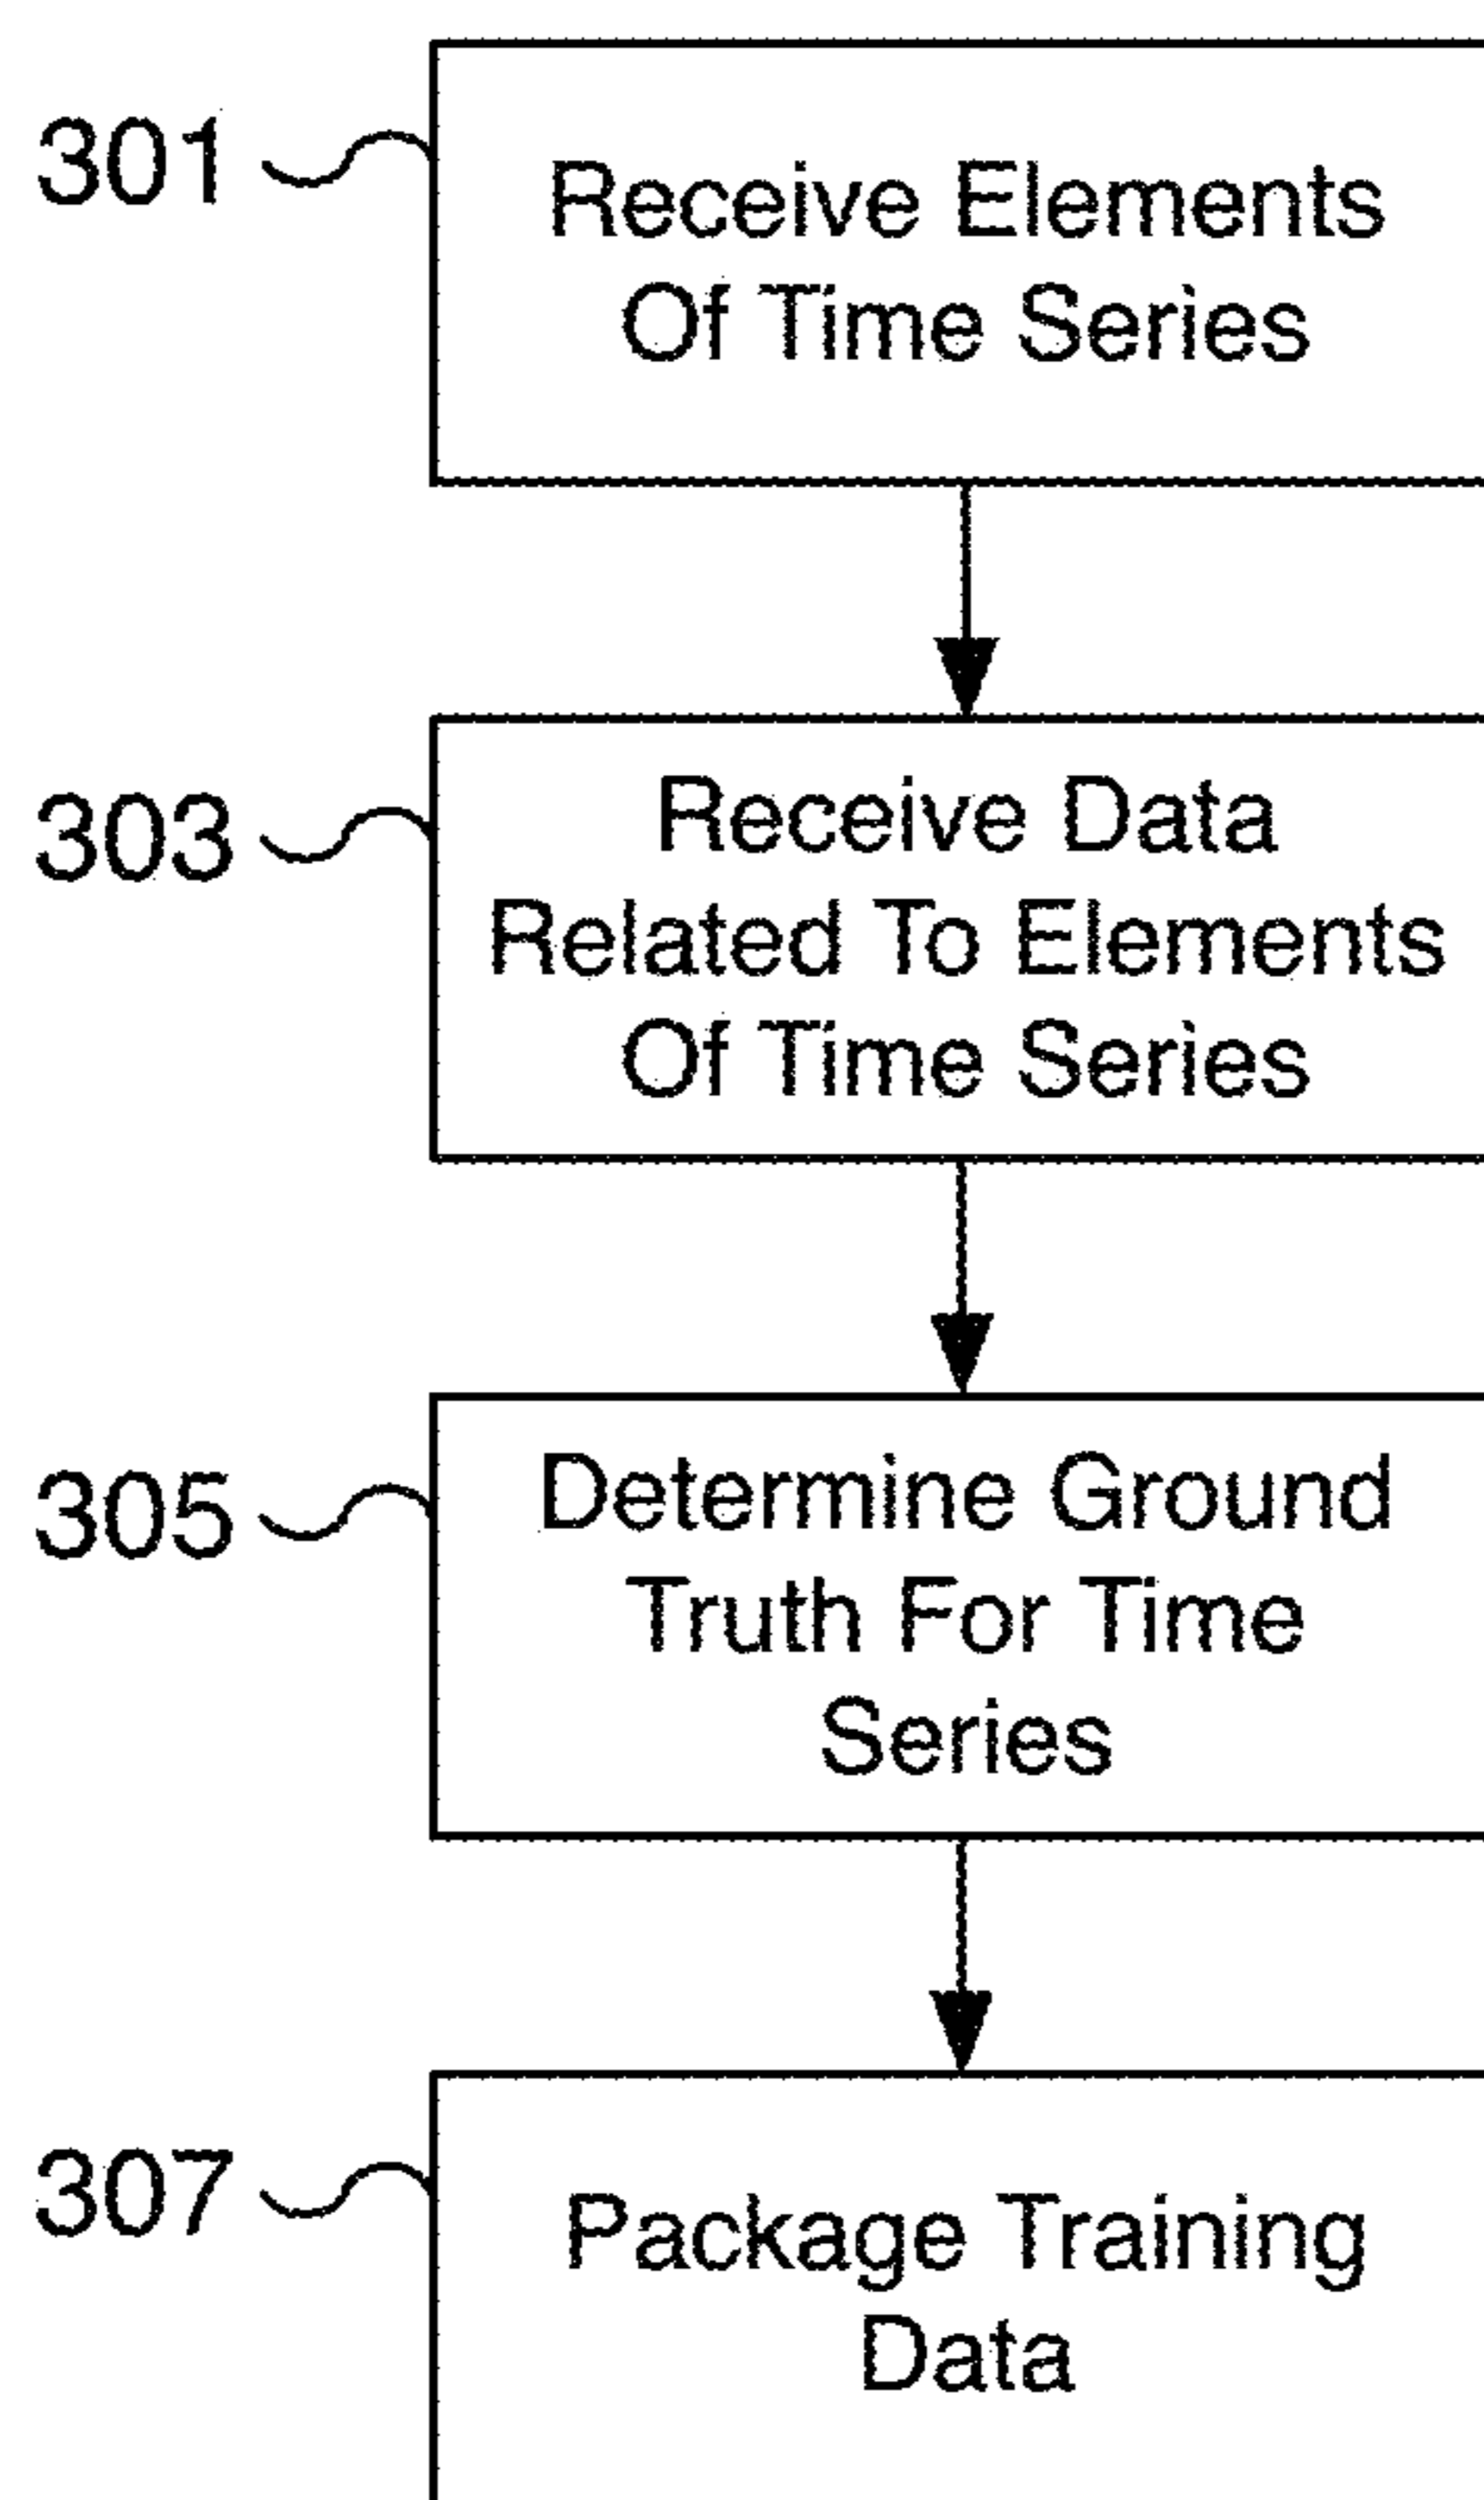 301
Receive Elements
Of Time Series
303
Receive Data
Related To Elements
Of Time Series
305
Determine Ground
Truth For Time
Series
307
Package Training
Data